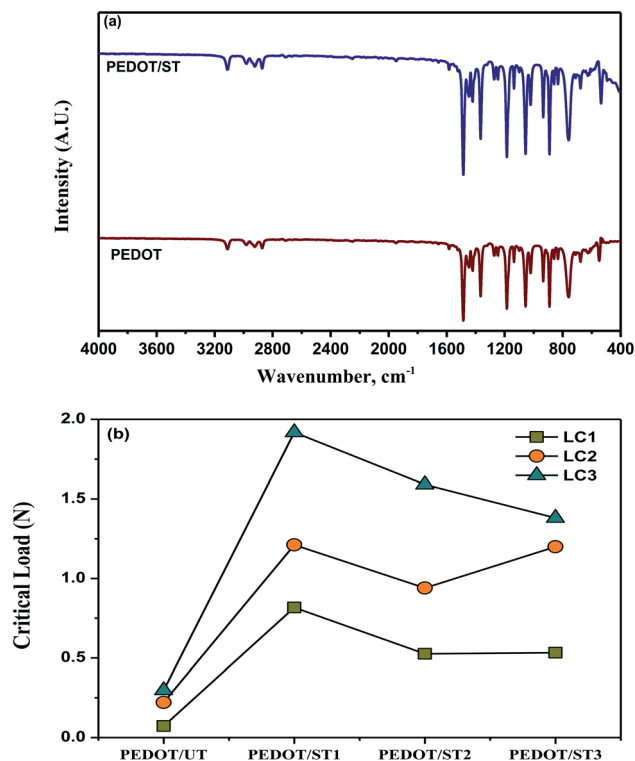 (a)
PEDOT/ST
PEDOT
Intensity (A.U.)
4000 3600 3200 2800 2400 2000 1600 1200 800 400
Wavenumber, cm⁻¹
(b)
LC1
LC2
LC3
2.0
1.5
1.0
0.5
0.0
Critical Load (N)
PEDOT/UT PEDOT/ST1 PEDOT/ST2 PEDOT/ST3